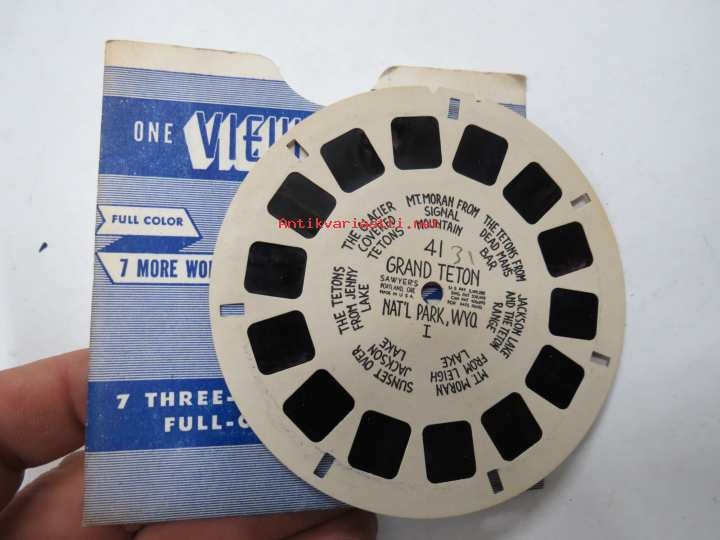 ONE VIEW
FULL COLOR
7 MORE WO
7 THREE-
FULL-
MT. MORAN FROM
SIGNAL
MOUNTAIN
THE TETONS FROM
DEAD MANS
BAR
JACKSON LAKE
AND THE TETON
RANGE
MT. MORAN
FROM LEIGH
LAKE
SUNSET OVER
JACKSON
LAKE
THE TETONS
FROM JENNY
LAKE
THE GLACIER
COVERED
TETONS
41 31
GRAND TETON
SAWYER'S
PORTLAND, ORE.
MADE IN U.S.A.
NAT'L PARK, WYO.
I